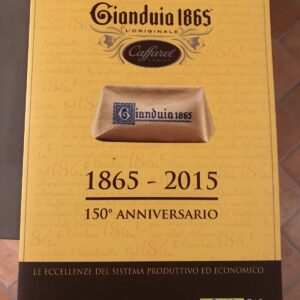 Gianduia 1865
L'ORIGINALE
Caffarel
Gianduia 1865
1865 - 2015
150° ANNIVERSARIO
LE ECCELLENZE DEL SISTEMA PRODUTTIVO ED ECONOMICO